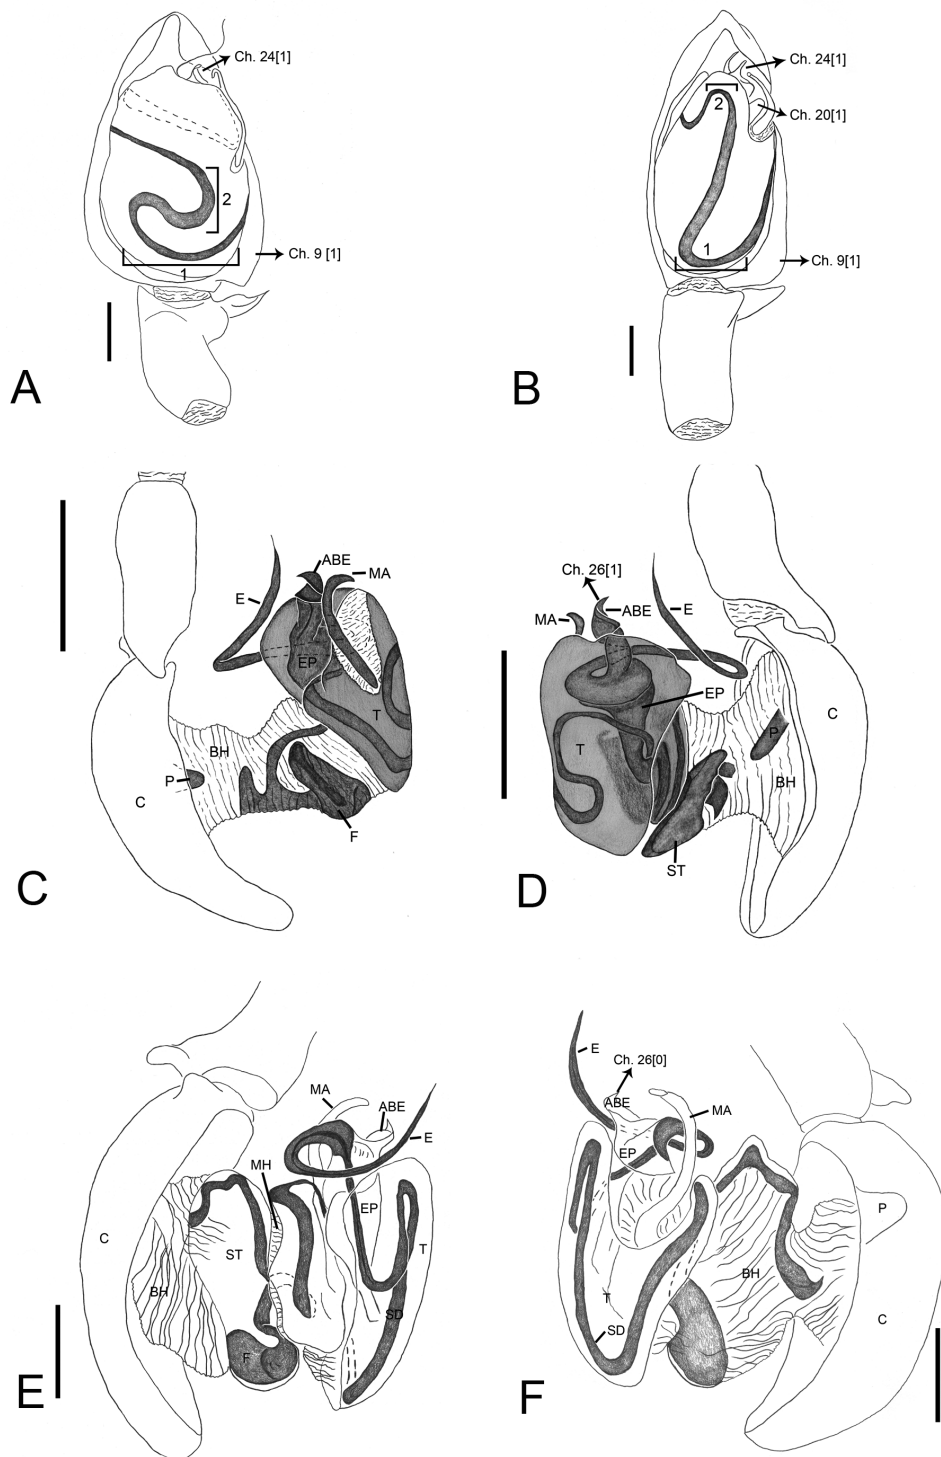 Ch. 24[1]
2
Ch. 9 [1]
1
A
Ch. 24[1]
2
Ch. 20[1]
1
Ch. 9[1]
B
ABE
MA
E
EP
T
BH
P
C
F
C
Ch. 26[1]
MA
ABE
E
EP
C
P
T
BH
ST
D
MA
ABE
E
MH
EP
C
ST
T
BH
SD
F
E
E
Ch. 26[0]
ABE
MA
EP
P
BH
T
C
SD
F